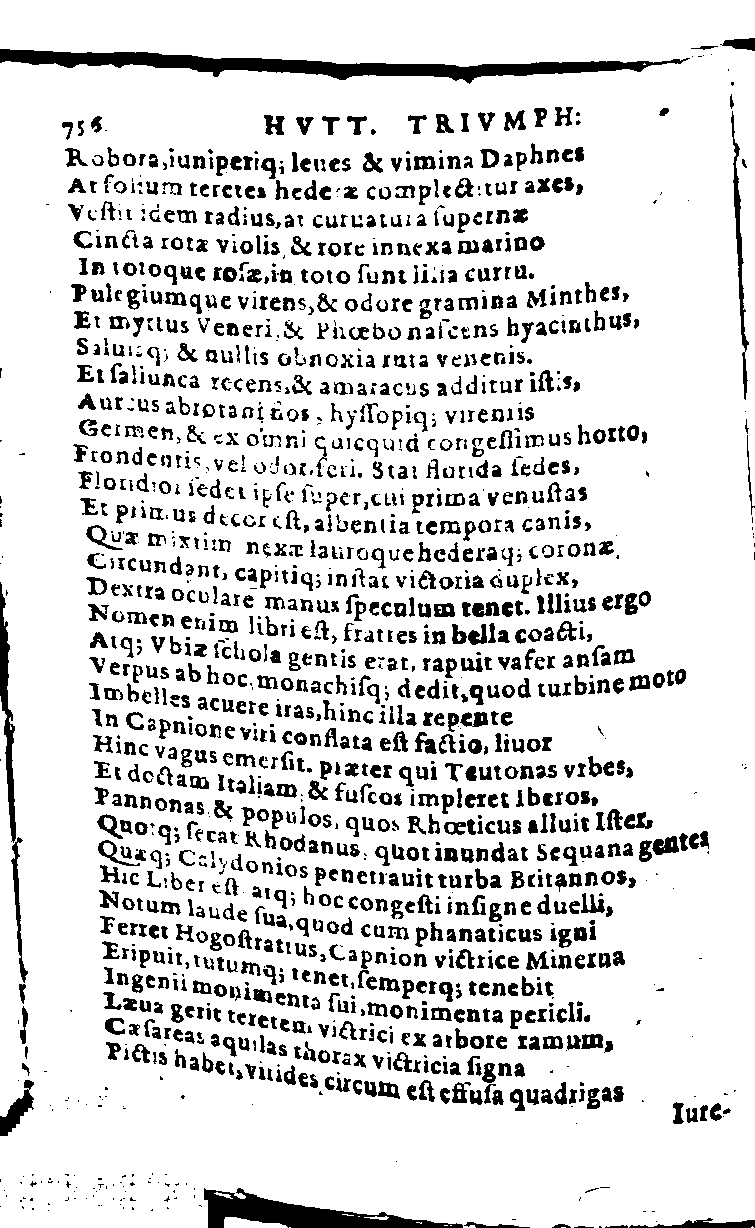 756 HVTT. TRIVMPH:
Robora, iuniperiq; leues & vimina Daphnes
At folium teretes hederæ complectitur axes,
Vestit idem radius, at curuatura supernæ
Cincta rotæ violis, & rore innexa marino
In totoque rosæ, in toto sunt lilia curru.
Pulegiumque virens, & odore gramina Minthes,
Et myrtus Veneri, & Phœbo nascens hyacinthus,
Saluiaq; & nullis obnoxia ruta venenis.
Et saliunca recens, & amaracus additur istis,
Aureus abrotani flos, hyssopiq; virentis
Germen, & ex omni quicquid congessimus horto,
Frondentis, vel odoriferi. Stat florida sedes,
Floridior sedet ipse super, cui prima venustas
Et primus decor est, albentia tempora canis,
Quæ mixtim nexæ lauroque hederaq; coronæ,
Circundant, capitiq; instat victoria duplex,
Dextra oculare manus speculum tenet. Illius ergo
Nomen enim libri est, fratres in bella coacti,
Atq; Vbiæ schola gentis erat, rapuit vafer ansam
Verpus ab hoc, monachisq; dedit, quod turbine moto
Imbelles acuere iras, hinc illa repente
In Capnione viri conflata est factio, liuor
Hinc vagus emersit. præter qui Teutonas vrbes,
Et doctam Italiam, & fuscos impleret Iberos,
Pannonas & populos, quos Rhœticus alluit Ister,
Quotq; secat Rhodanus, quot inundat Sequana gentes
Quæq; Calydonios penetrauit turba Britannos,
Hic Liber est atq; hoc congesti insigne duelli,
Notum laude sua, quod cum phanaticus igni
Ferret Hogostratus, Capnion victrice Minerua
Eripuit, tutumq; tenet, semperq; tenebit
Ingenii monimenta sui, monimenta pericli.
Læua gerit teretem victrici ex arbore ramum,
Cæsareas aquilas thorax victricia signa
Pictis habet, virides circum est effusa quadrigas
Iure-